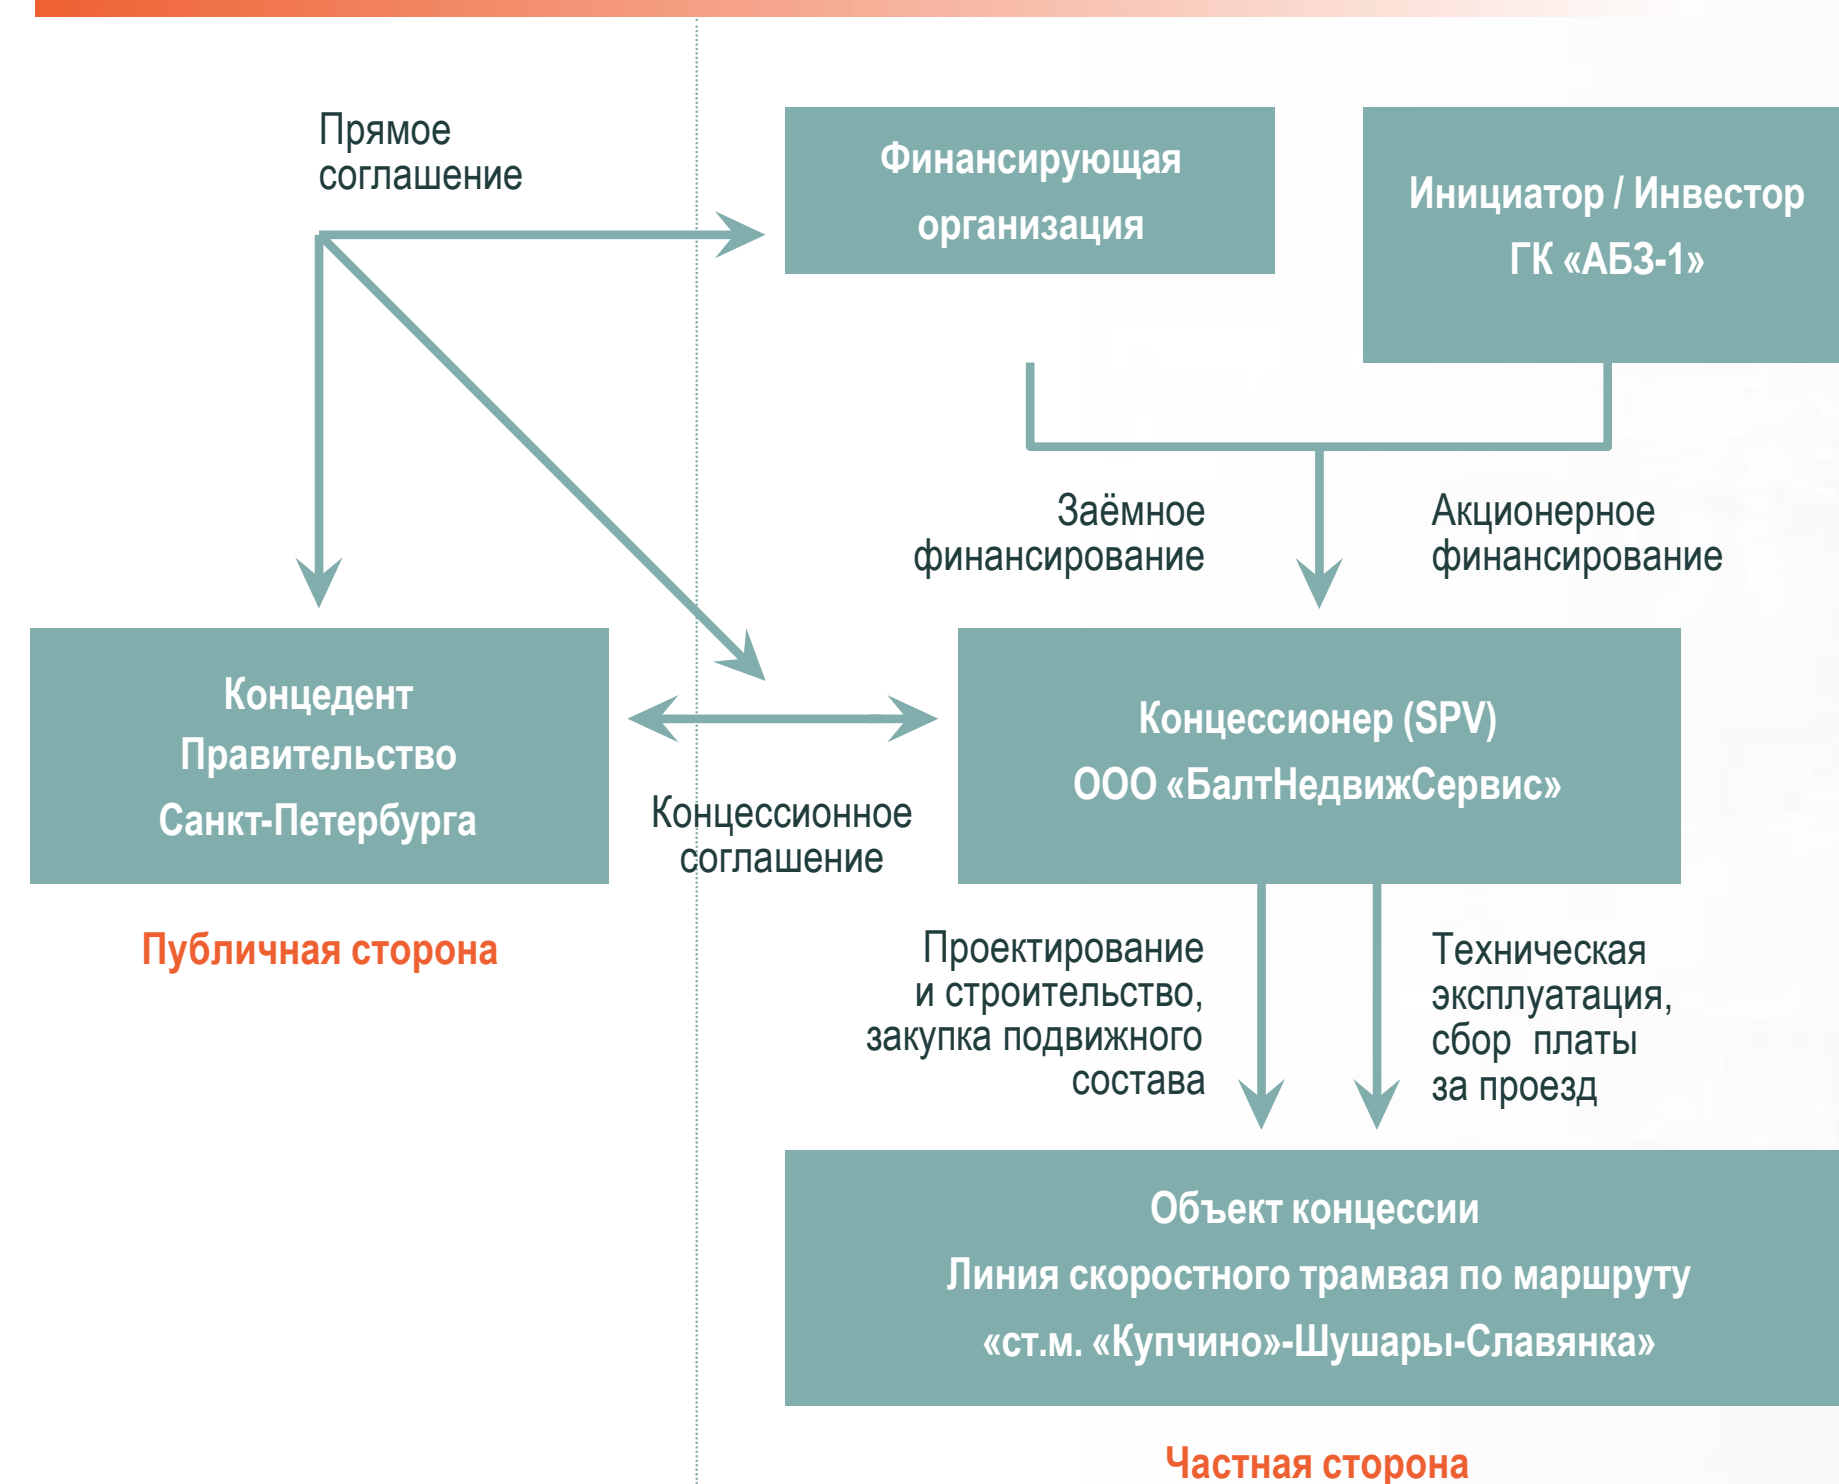 Прямое
соглашение
Финансирующая
организация
Инициатор / Инвестор
ГК «АБЗ-1»
Заёмное
финансирование
Акционерное
финансирование
Концедент
Правительство
Санкт-Петербурга
Концессионное
соглашение
Концессионер (SPV)
ООО «БалтНедвижСервис»
Публичная сторона
Проектирование
и строительство,
закупка подвижного
состава
Техническая
эксплуатация,
сбор  платы
за проезд
Объект концессии
Линия скоростного трамвая по маршруту
«ст.м. «Купчино»-Шушары-Славянка»
Частная сторона